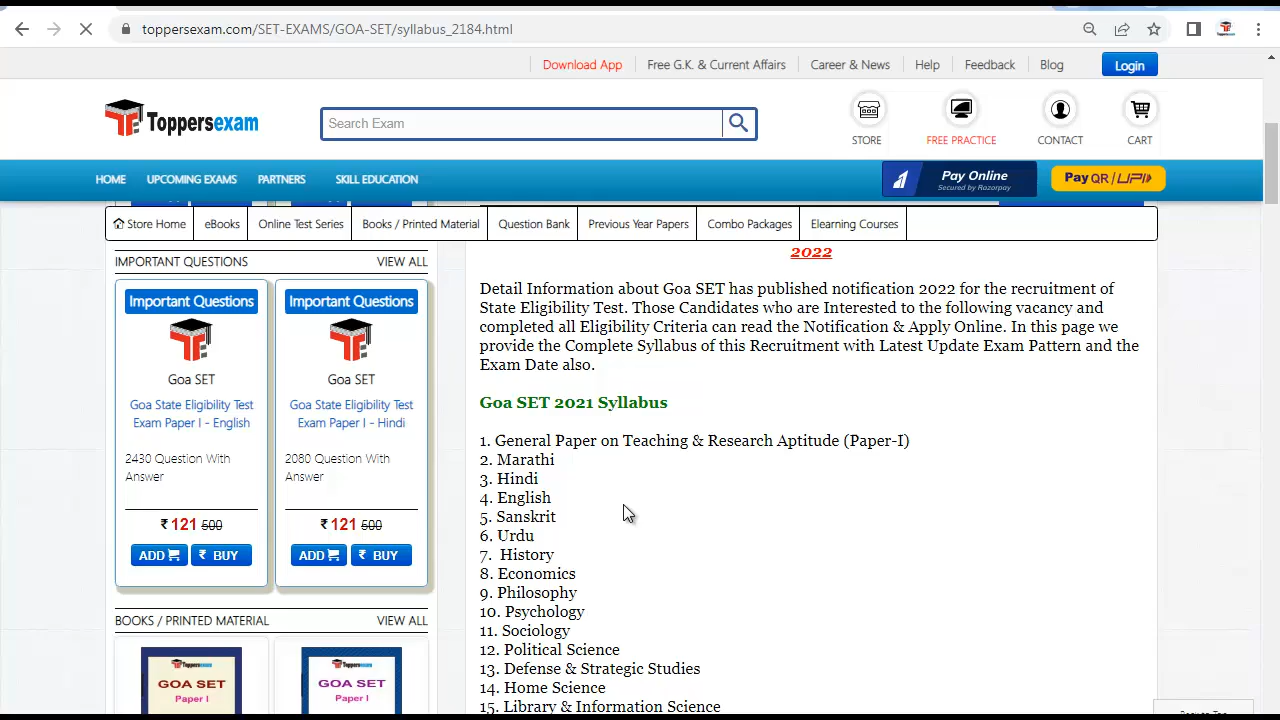 toppersexam.com/SET-EXAMS/GOA-SET/syllabus_2184.html
Download App
Free G.K. & Current Affairs
Career & News
Help
Feedback
Blog
Login
Toppersexam
Search Exam
STORE
FREE PRACTICE
CONTACT
CART
HOME
UPCOMING EXAMS
PARTNERS
SKILL EDUCATION
Pay Online
Secured by Razorpay
Pay QR / UPI
Store Home
eBooks
Online Test Series
Books / Printed Material
Question Bank
Previous Year Papers
Combo Packages
Elearning Courses
IMPORTANT QUESTIONS
VIEW ALL
Important Questions
Goa SET
Goa State Eligibility Test
Exam Paper I - English
2430 Question With
Answer
₹ 121 500
ADD
₹ BUY
Important Questions
Goa SET
Goa State Eligibility Test
Exam Paper I - Hindi
2080 Question With
Answer
₹ 121 500
ADD
₹ BUY
BOOKS / PRINTED MATERIAL
VIEW ALL
Toppersexam
GOA SET
Paper I
Toppersexam
GOA SET
Paper I
2022
Detail Information about Goa SET has published notification 2022 for the recruitment of
State Eligibility Test. Those Candidates who are Interested to the following vacancy and
completed all Eligibility Criteria can read the Notification & Apply Online. In this page we
provide the Complete Syllabus of this Recruitment with Latest Update Exam Pattern and the
Exam Date also.
Goa SET 2021 Syllabus
1. General Paper on Teaching & Research Aptitude (Paper-I)
2. Marathi
3. Hindi
4. English
5. Sanskrit
6. Urdu
7. History
8. Economics
9. Philosophy
10. Psychology
11. Sociology
12. Political Science
13. Defense & Strategic Studies
14. Home Science
15. Library & Information Science